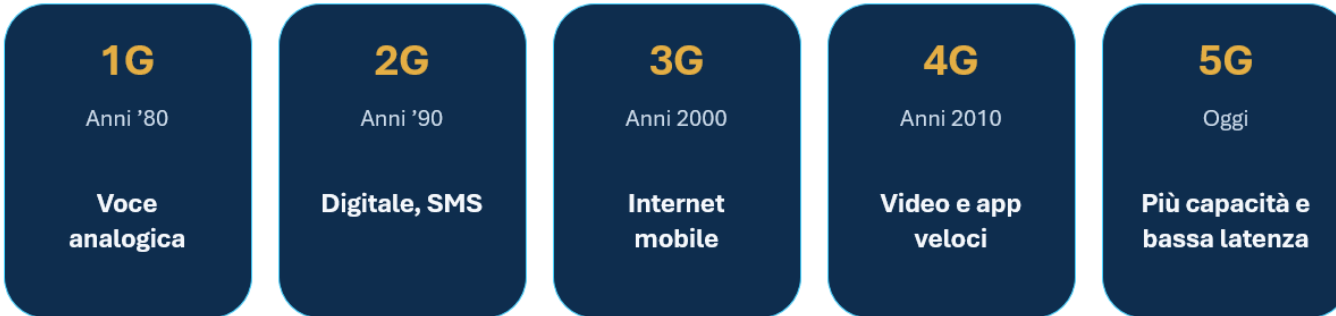 1G
Anni ’80
Voce
analogica
2G
Anni ’90
Digitale, SMS
3G
Anni 2000
Internet
mobile
4G
Anni 2010
Video e app
veloci
5G
Oggi
Più capacità e
bassa latenza